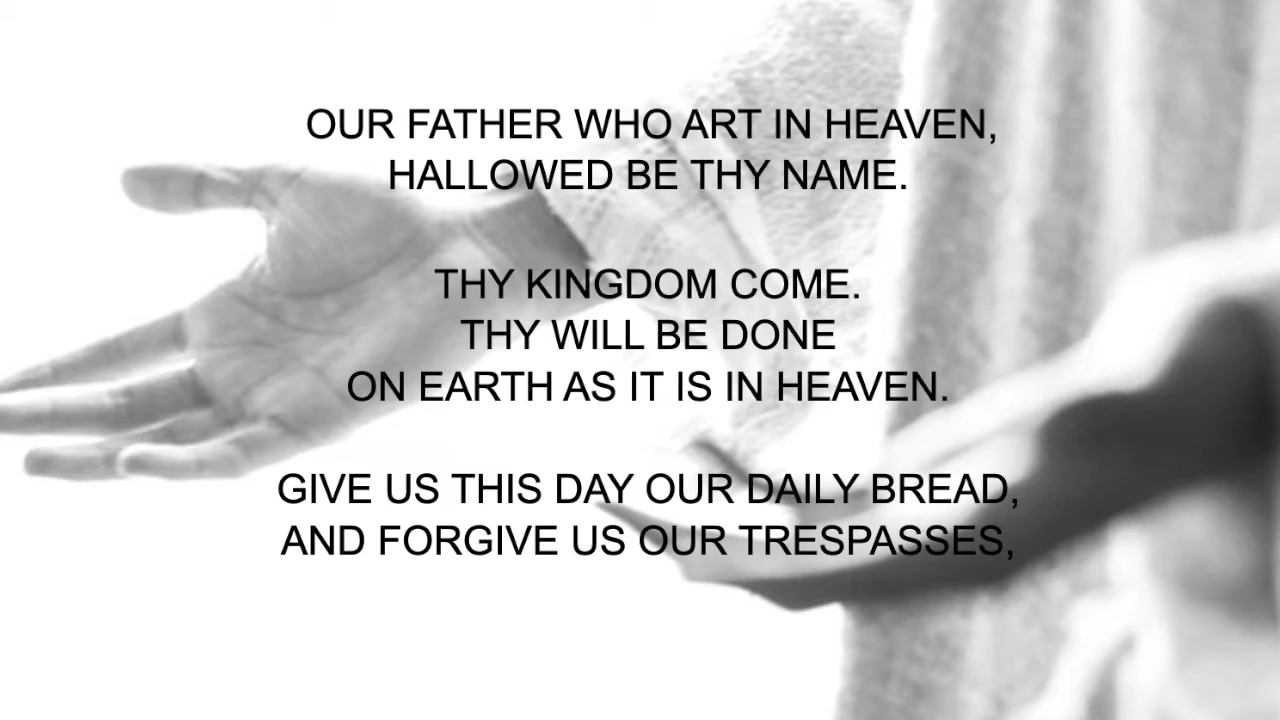 OUR FATHER WHO ART IN HEAVEN,
HALLOWED BE THY NAME.
THY KINGDOM COME.
THY WILL BE DONE
ON EARTH AS IT IS IN HEAVEN.
GIVE US THIS DAY OUR DAILY BREAD,
AND FORGIVE US OUR TRESPASSES,